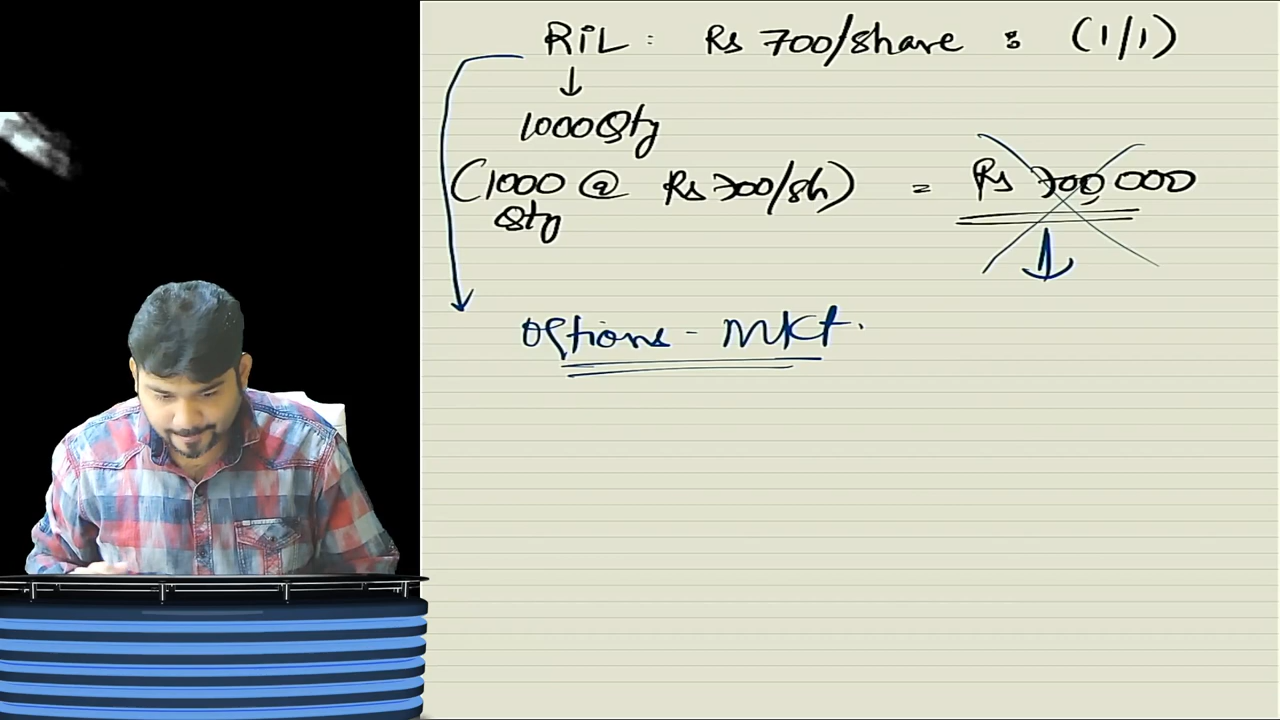 RIL : Rs 700/share : (1/1)
↓
1000 Qty
(1000 @ Rs 700/sh) = Rs 700,000
Qty
↓
Options - Mkt.